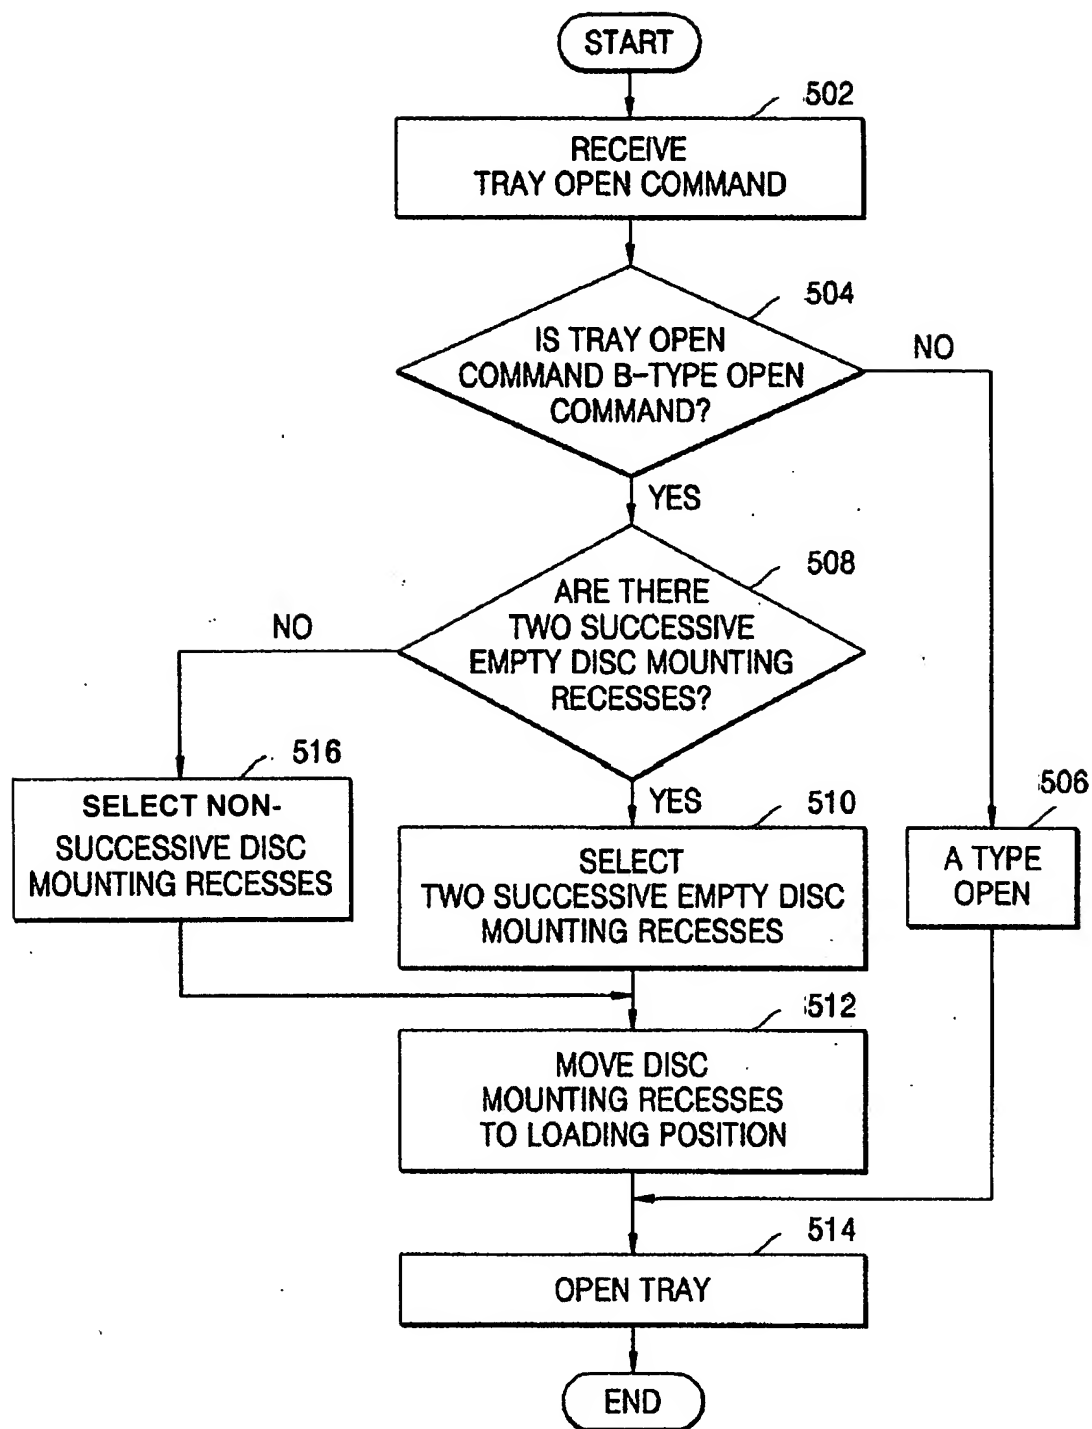 START
502
RECEIVE
TRAY OPEN COMMAND
504
IS TRAY OPEN
COMMAND B-TYPE OPEN
COMMAND?
NO
YES
508
ARE THERE
TWO SUCCESSIVE
EMPTY DISC MOUNTING
RECESSES?
NO
YES
516
SELECT NON-
SUCCESSIVE DISC
MOUNTING RECESSES
510
SELECT
TWO SUCCESSIVE EMPTY DISC
MOUNTING RECESSES
506
A TYPE
OPEN
512
MOVE DISC
MOUNTING RECESSES
TO LOADING POSITION
514
OPEN TRAY
END